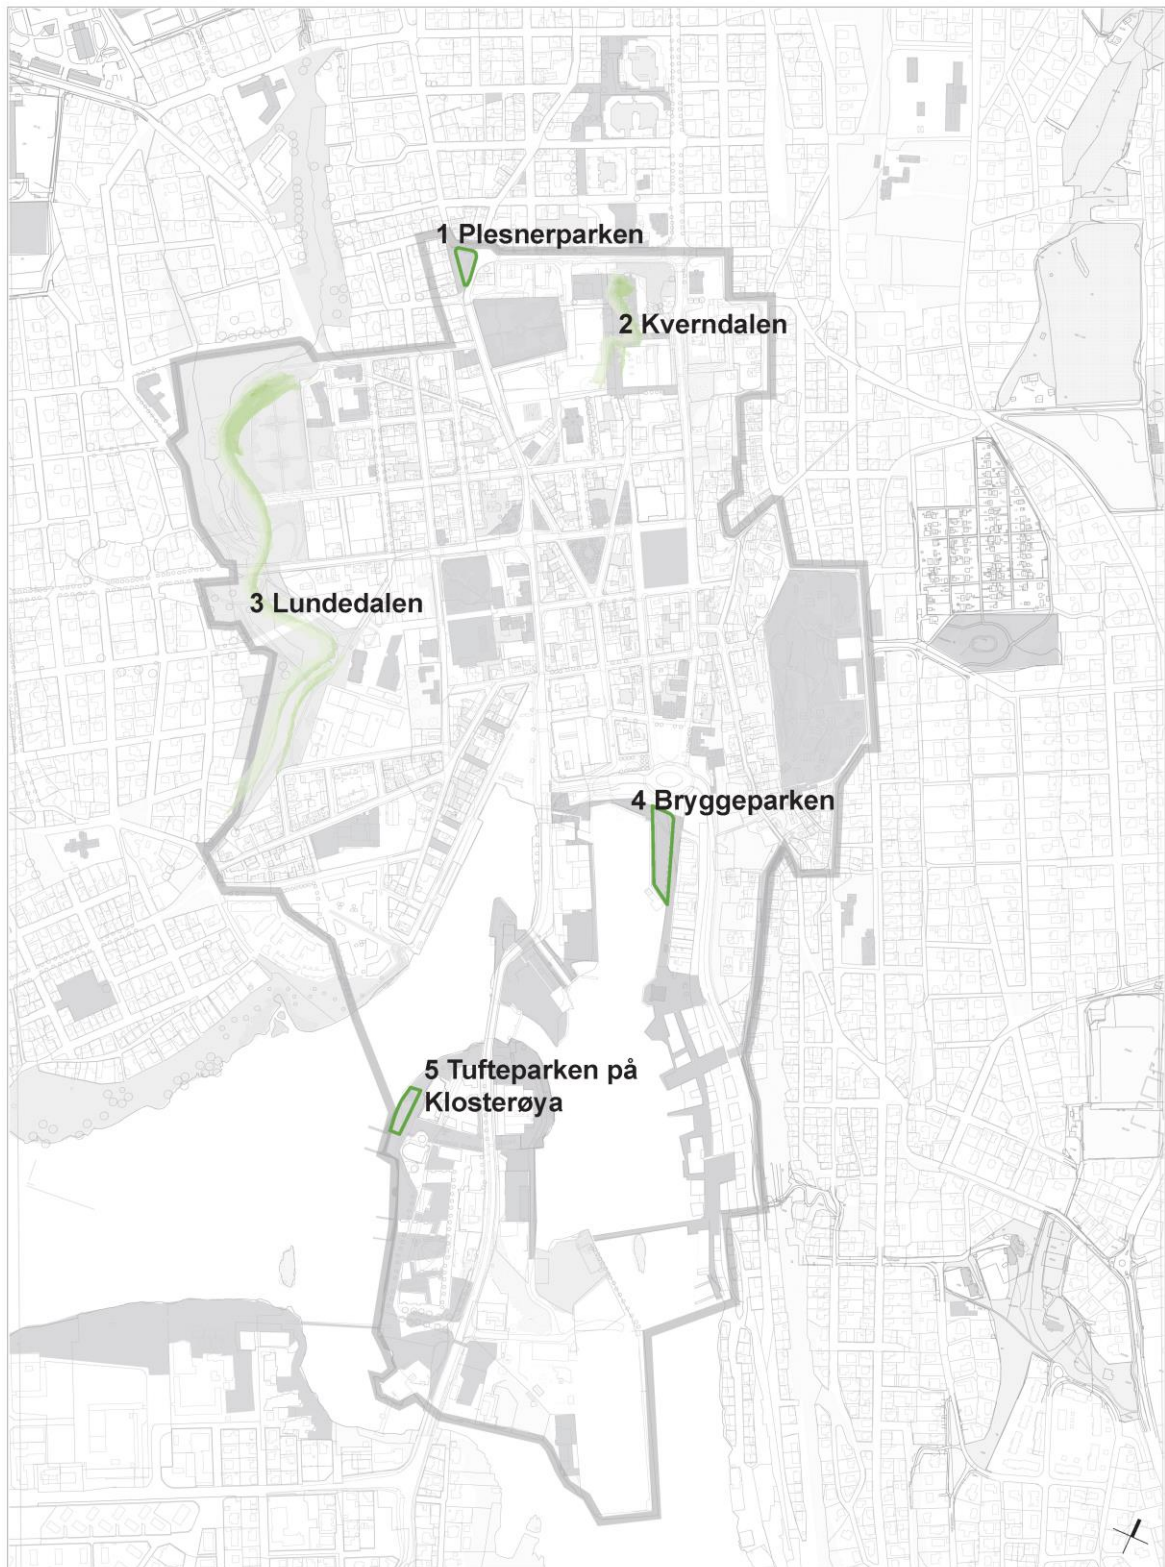 1 Plesnerparken
2 Kverndalen
3 Lundedalen
4 Bryggeparken
5 Tufteparken på
Klosterøya